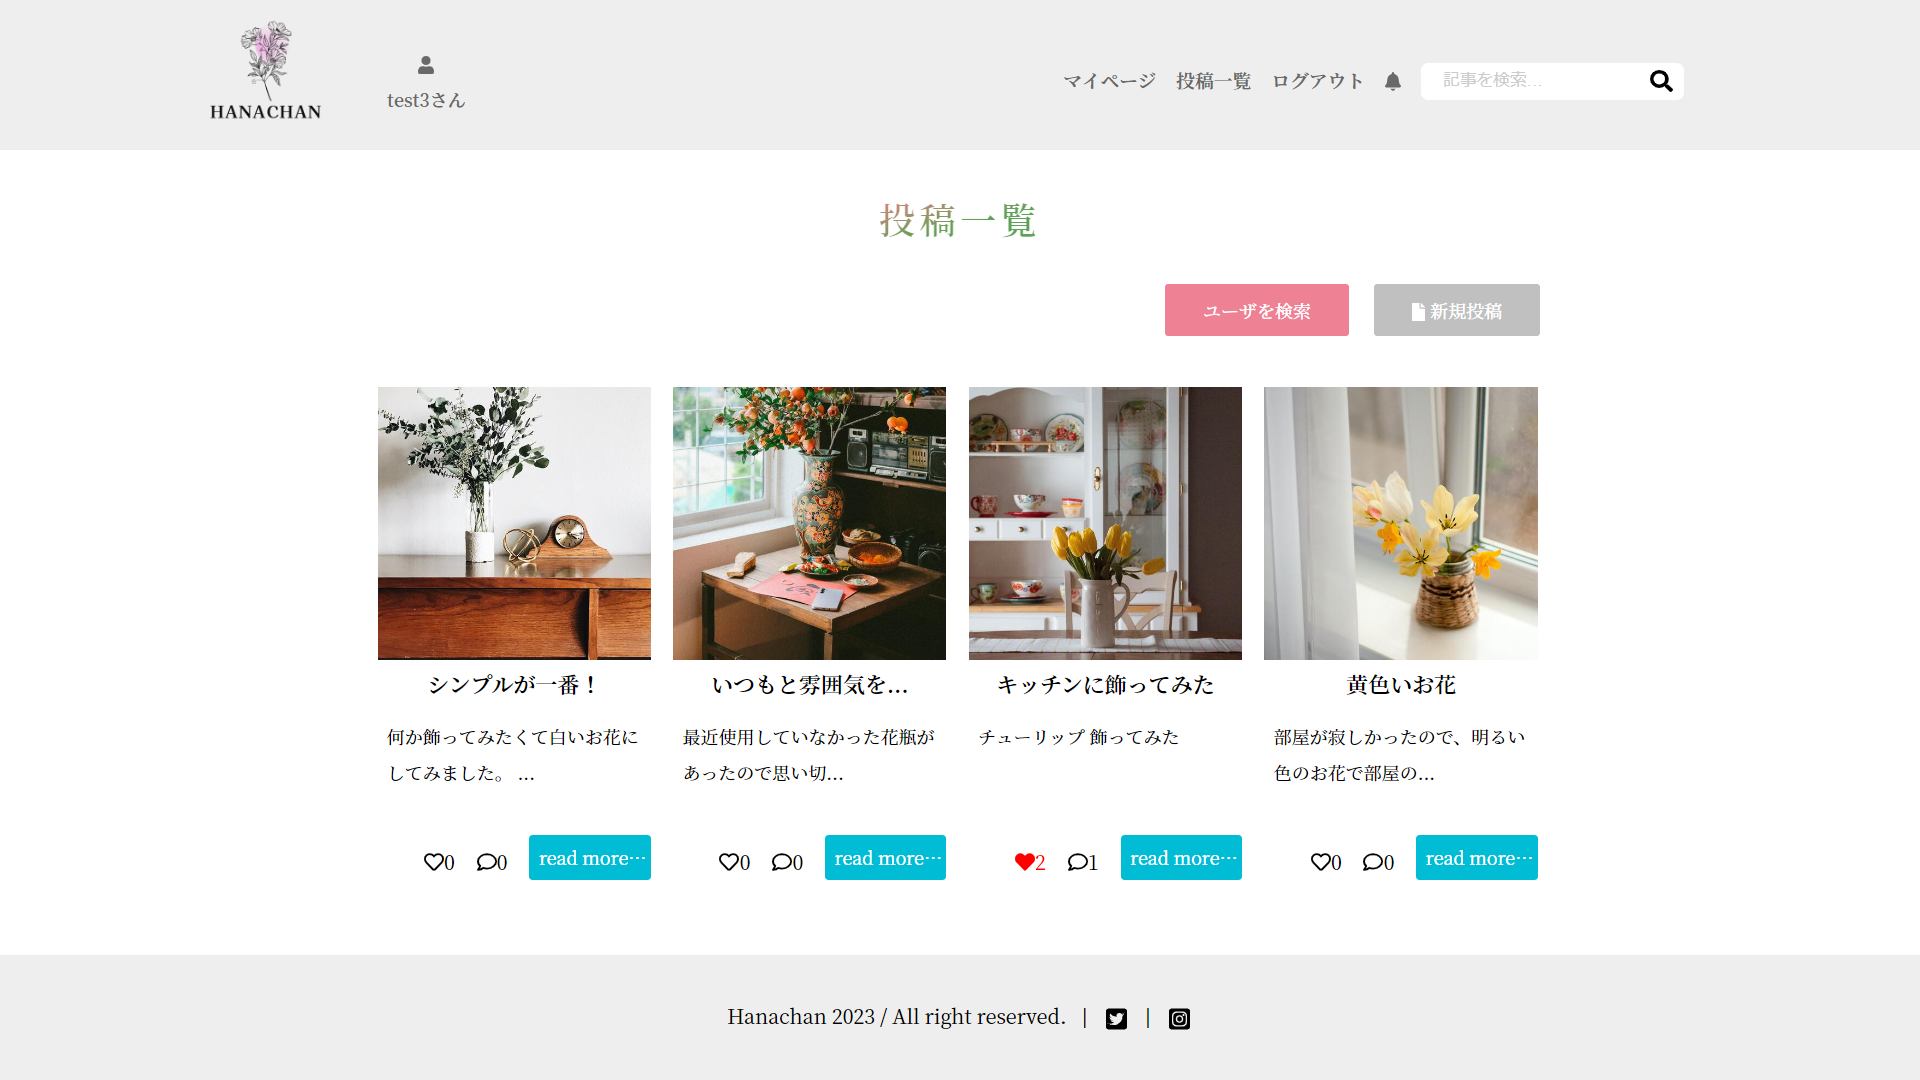 HANACHAN
test3さん
マイページ 投稿一覧 ログアウト 記事を検索...
投稿一覧
ユーザを検索 新規投稿
シンプルが一番！
何か飾ってみたくて白いお花に
してみました。 ...
0 0 read more…
いつもと雰囲気を...
最近使用していなかった花瓶が
あったので思い切...
0 0 read more…
キッチンに飾ってみた
チューリップ 飾ってみた
2 1 read more…
黄色いお花
部屋が寂しかったので、明るい
色のお花で部屋の...
0 0 read more…
Hanachan 2023 / All right reserved. | |